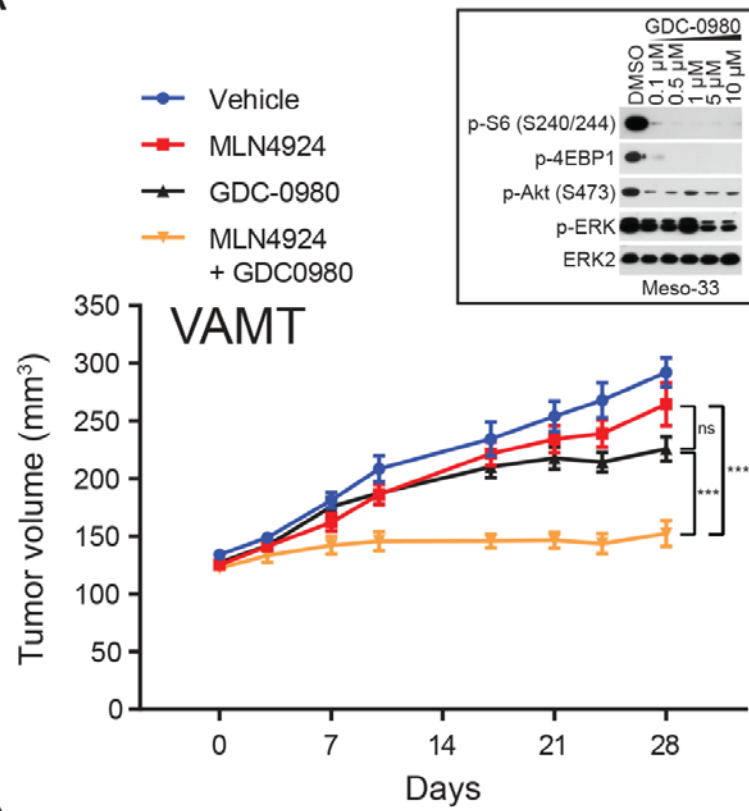 GDC-0980
DMSO
0.1 µM
0.5 µM
1 µM
5 µM
10 µM
p-S6 (S240/244)
p-4EBP1
p-Akt (S473)
p-ERK
ERK2
Meso-33
Vehicle
MLN4924
GDC-0980
MLN4924
+ GDC0980
VAMT
Tumor volume (mm³)
350
300
250
200
150
100
50
0
ns
***
***
0 7 14 21 28
Days